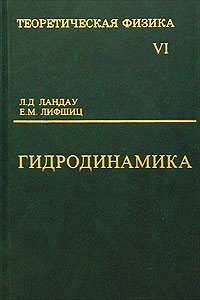 ТЕОРЕТИЧЕСКАЯ ФИЗИКА
VI
Л.Д ЛАНДАУ
Е.М. ЛИФШИЦ
ГИДРОДИНАМИКА